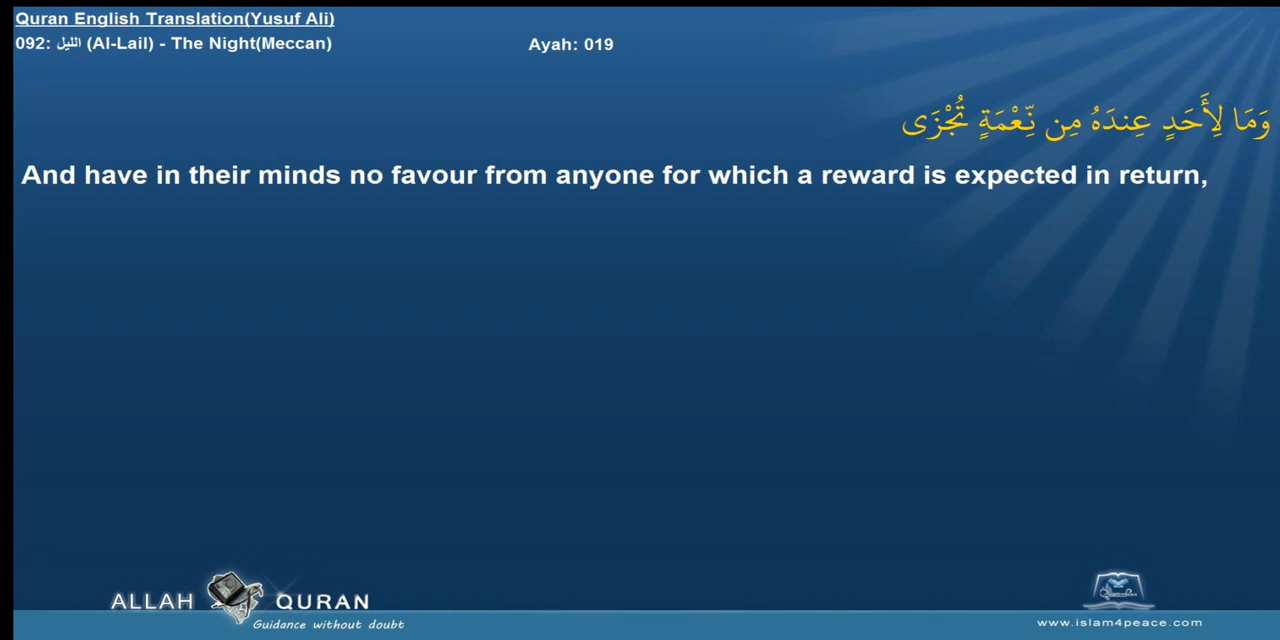 Quran English Translation(Yusuf Ali)
092: الليل (Al-Lail) - The Night(Meccan) Ayah: 019
وَمَا لِأَحَدٍ عِندَهُ مِن نِّعْمَةٍ تُجْزَى
And have in their minds no favour from anyone for which a reward is expected in return,
ALLAH QURAN
Guidance without doubt
www.islam4peace.com